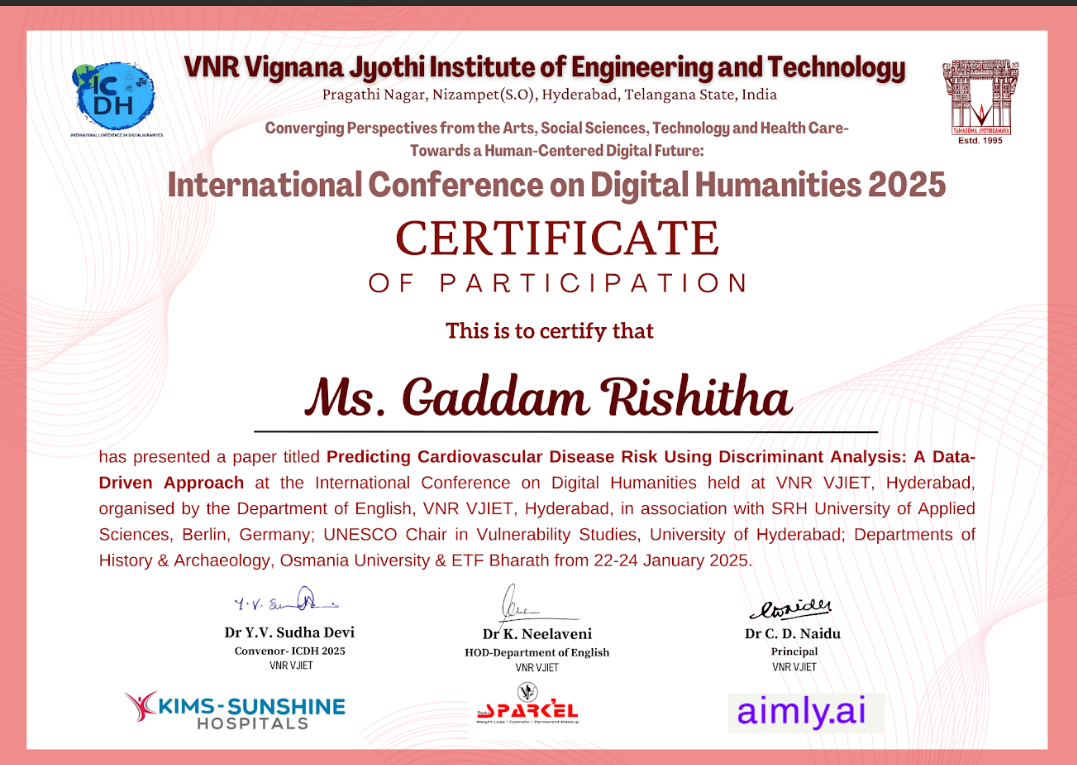 IC
DH
INTERNATIONAL CONFERENCE ON DIGITAL HUMANITIES
VNR Vignana Jyothi Institute of Engineering and Technology
Pragathi Nagar, Nizampet(S.O), Hyderabad, Telangana State, India
Estd. 1995
Converging Perspectives from the Arts, Social Sciences, Technology and Health Care-
Towards a Human-Centered Digital Future:
International Conference on Digital Humanities 2025
CERTIFICATE
OF PARTICIPATION
This is to certify that
Ms. Gaddam Rishitha
has presented a paper titled Predicting Cardiovascular Disease Risk Using Discriminant Analysis: A Data-
Driven Approach at the International Conference on Digital Humanities held at VNR VJIET, Hyderabad,
organised by the Department of English, VNR VJIET, Hyderabad, in association with SRH University of Applied
Sciences, Berlin, Germany; UNESCO Chair in Vulnerability Studies, University of Hyderabad; Departments of
History & Archaeology, Osmania University & ETF Bharath from 22-24 January 2025.
Dr Y.V. Sudha Devi
Convenor- ICDH 2025
VNR VJIET
Dr K. Neelaveni
HOD-Department of English
VNR VJIET
Dr C. D. Naidu
Principal
VNR VJIET
KIMS-SUNSHINE
HOSPITALS
SPARKEL
Weight Loss | Cosmetic | Permanent Makeup
aimly.ai